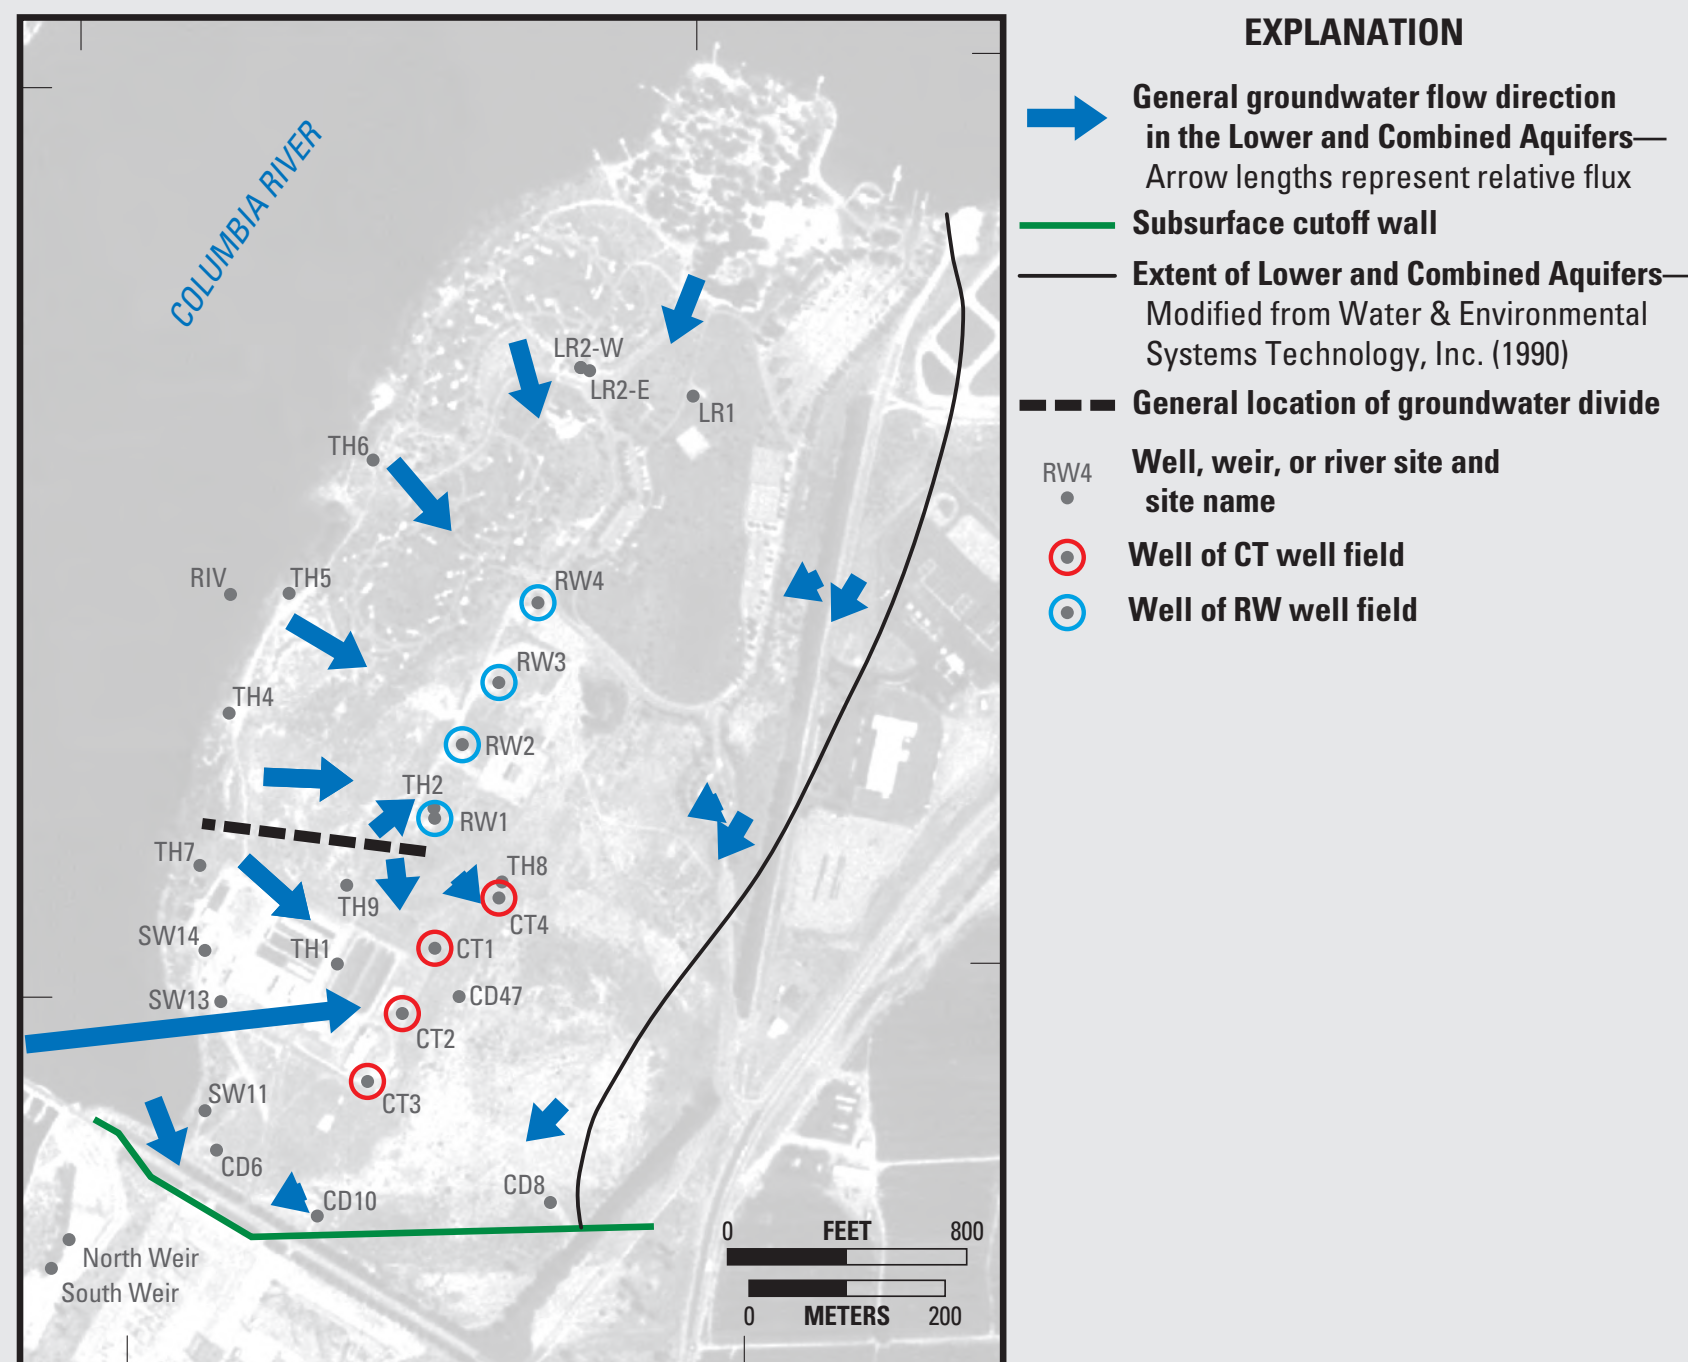 COLUMBIA RIVER
LR2-W
LR2-E
LR1
TH6
RIV
TH5
RW4
RW3
TH4
RW2
TH2
RW1
TH7
TH8
TH9
CT4
SW14
TH1
CT1
SW13
CD47
CT2
SW11
CT3
CD6
CD8
CD10
North Weir
South Weir
0 FEET 800
0 METERS 200
EXPLANATION
General groundwater flow direction
in the Lower and Combined Aquifers—
Arrow lengths represent relative flux
Subsurface cutoff wall
Extent of Lower and Combined Aquifers—
Modified from Water & Environmental
Systems Technology, Inc. (1990)
General location of groundwater divide
RW4
Well, weir, or river site and
site name
Well of CT well field
Well of RW well field